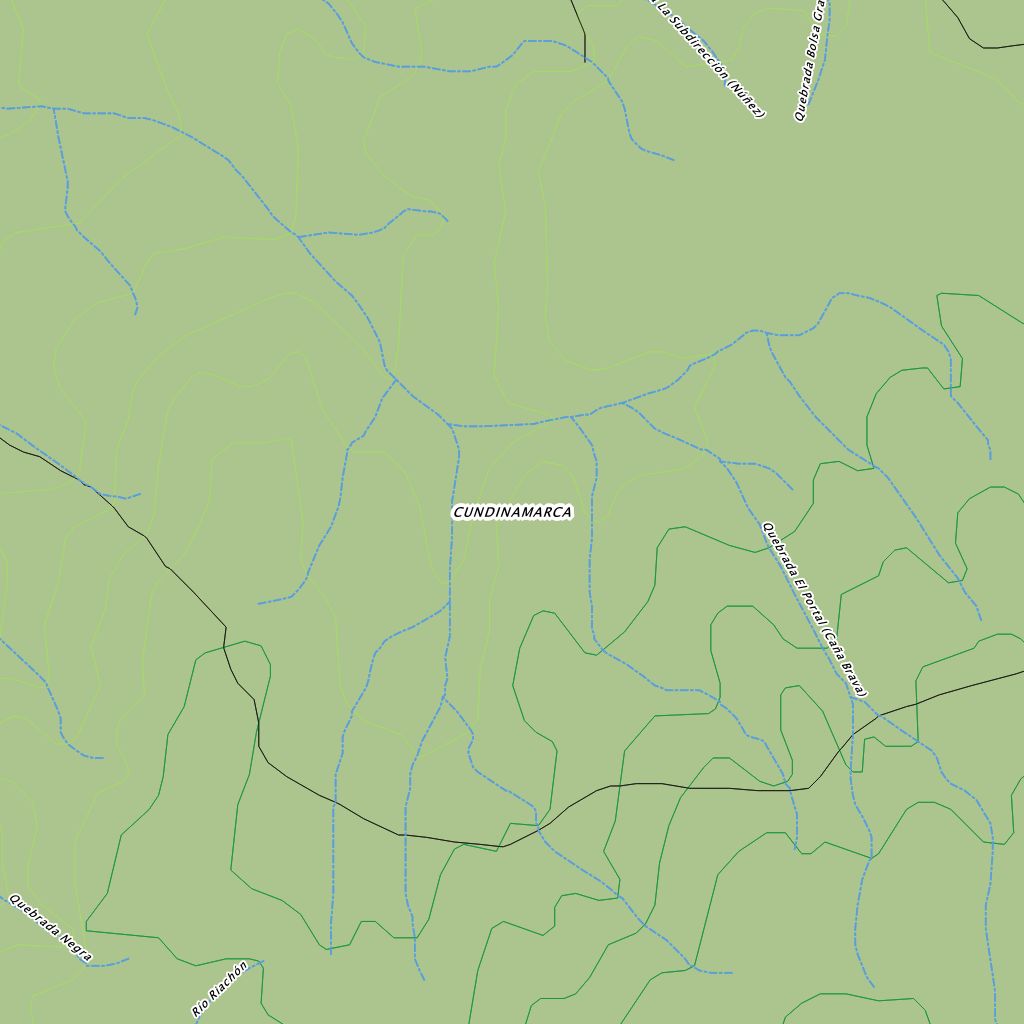 La Subdirección (Núñez)
Quebrada Bolsa Gra
CUNDINAMARCA
Quebrada El Portal (Caña Brava)
Quebrada Negra
Río Riachón